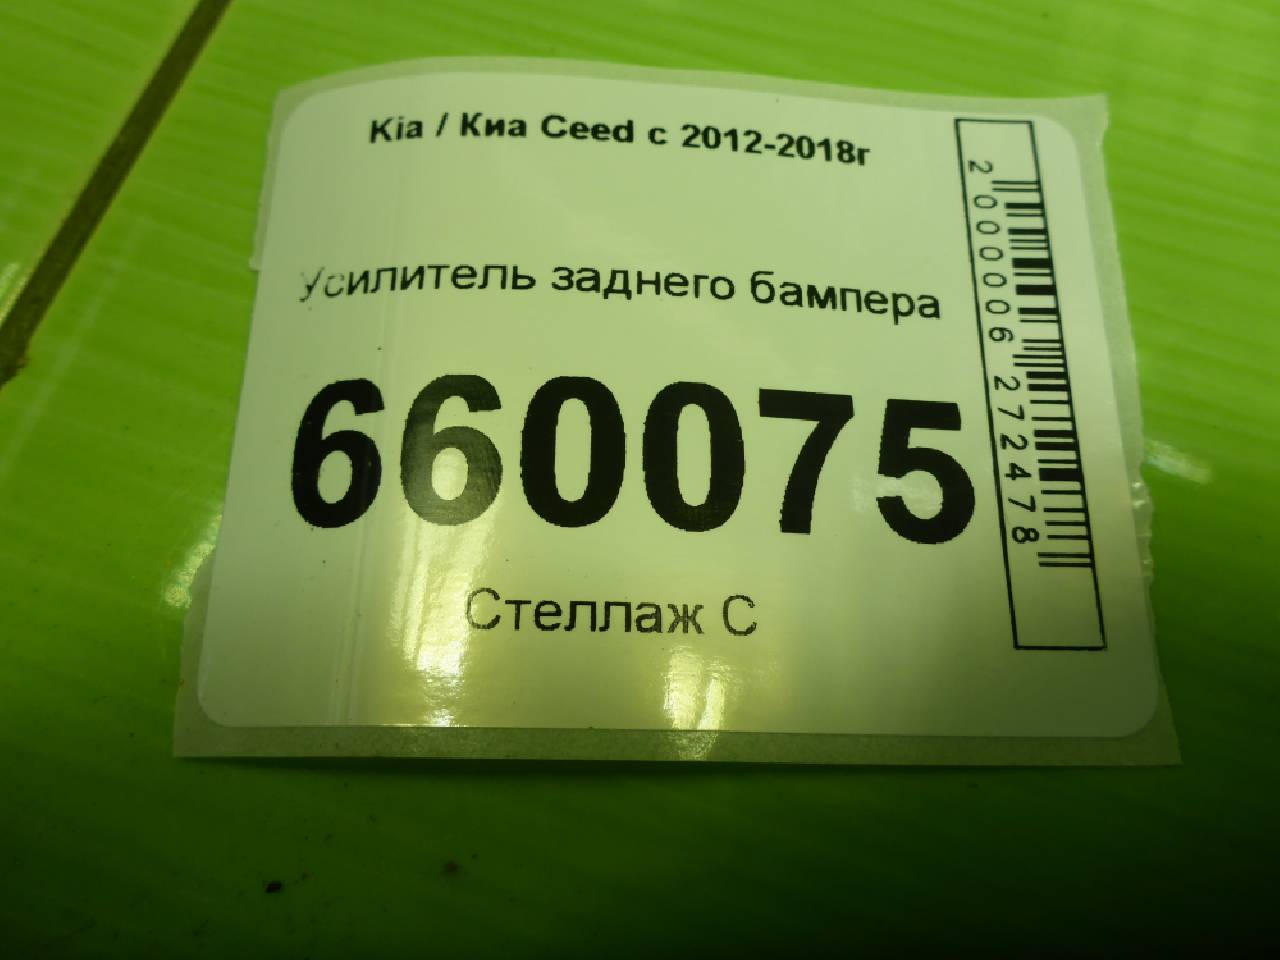 Kia / Киа Ceed с 2012-2018г
Усилитель заднего бампера
660075
Стеллаж С
2000006272478